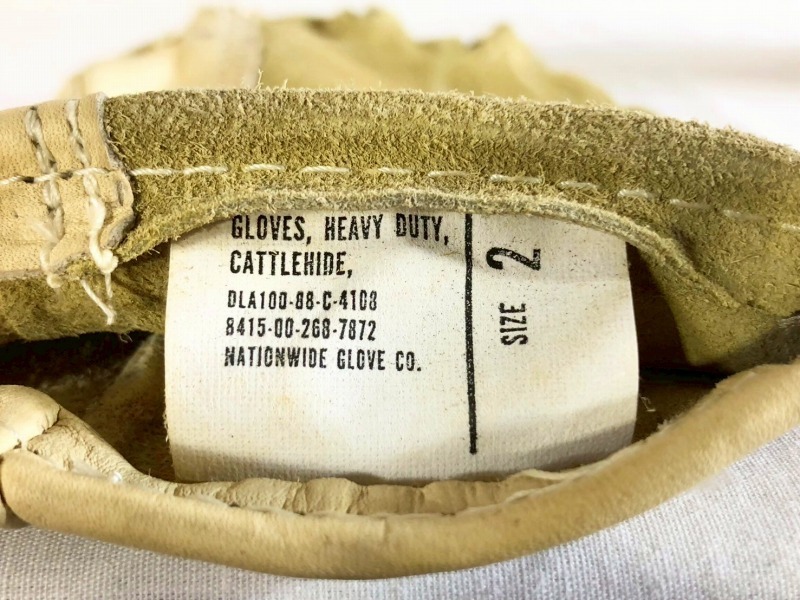 GLOVES, HEAVY DUTY,
CATTLEHIDE,
DLA100-88-C-4108
8415-00-268-7872
NATIONWIDE GLOVE CO.
SIZE 2